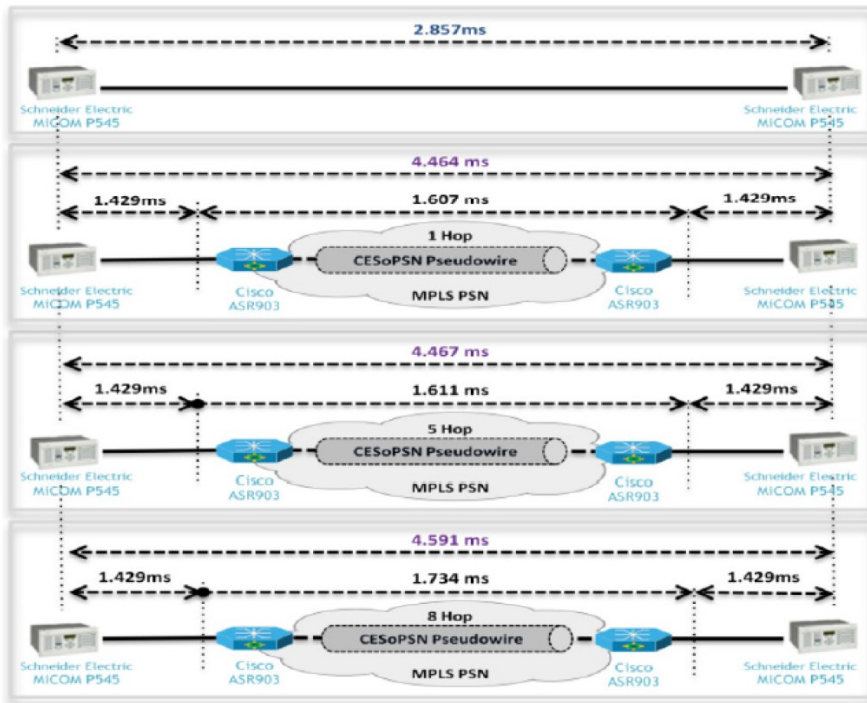 2.857ms
Schneider Electric
MICOM P545
Schneider Electric
MICOM P545
4.464 ms
1.429ms
1.607 ms
1.429ms
1 Hop
CESoPSN Pseudowire
MPLS PSN
Cisco
ASR903
Cisco
ASR903
Schneider Electric
MICOM P545
Schneider Electric
MICOM P545
4.467 ms
1.429ms
1.611 ms
1.429ms
5 Hop
CESoPSN Pseudowire
MPLS PSN
Cisco
ASR903
Cisco
ASR903
Schneider Electric
MICOM P545
Schneider Electric
MICOM P545
4.591 ms
1.429ms
1.734 ms
1.429ms
8 Hop
CESoPSN Pseudowire
MPLS PSN
Cisco
ASR903
Cisco
ASR903
Schneider Electric
MICOM P545
Schneider Electric
MICOM P545